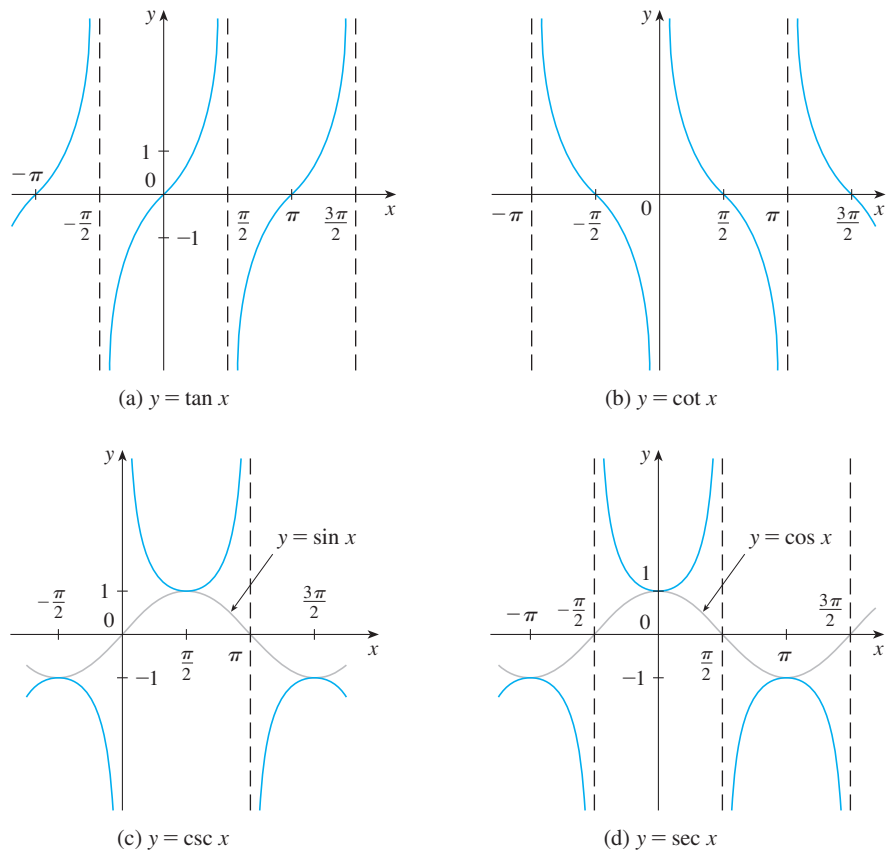 y
-π
1
0
-π/2
-1
π/2
π
3π/2
x
(a) y = tan x
y
-π
-π/2
0
π/2
π
3π/2
x
(b) y = cot x
y
y = sin x
-π/2
1
0
3π/2
π/2
π
x
-1
(c) y = csc x
y
y = cos x
1
-π
-π/2
0
3π/2
π/2
π
x
-1
(d) y = sec x